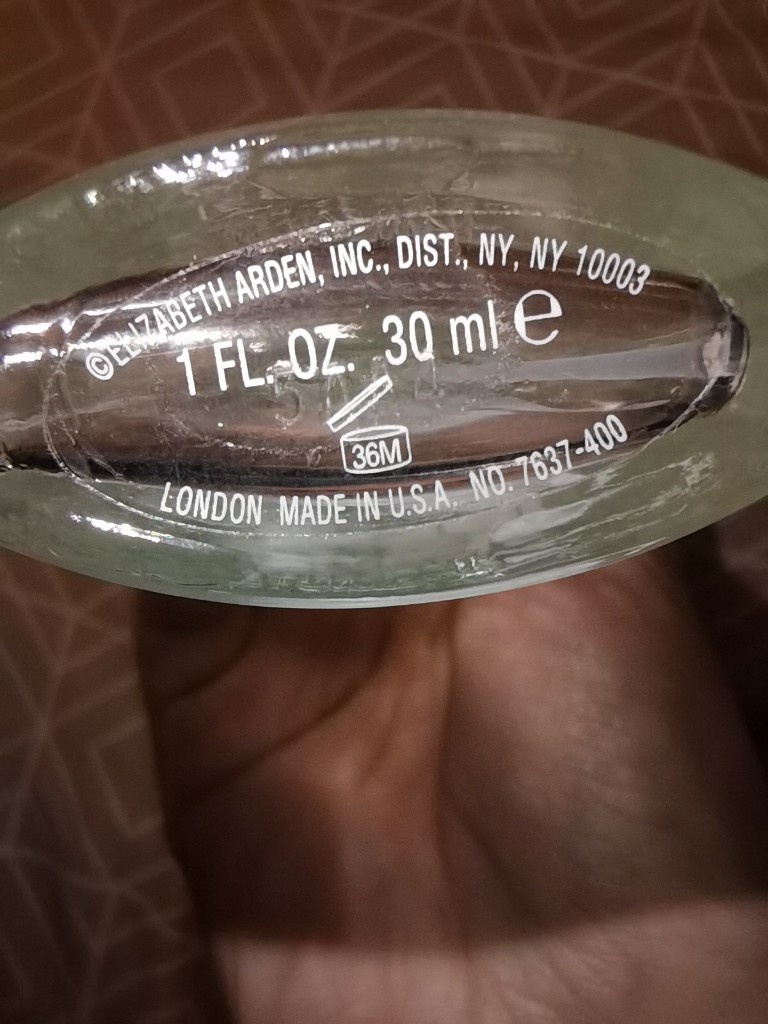 ©ELIZABETH ARDEN, INC., DIST., NY, NY 10003
1 FL. OZ. 30 ml e
36M
LONDON MADE IN U.S.A. NO. 7637-400